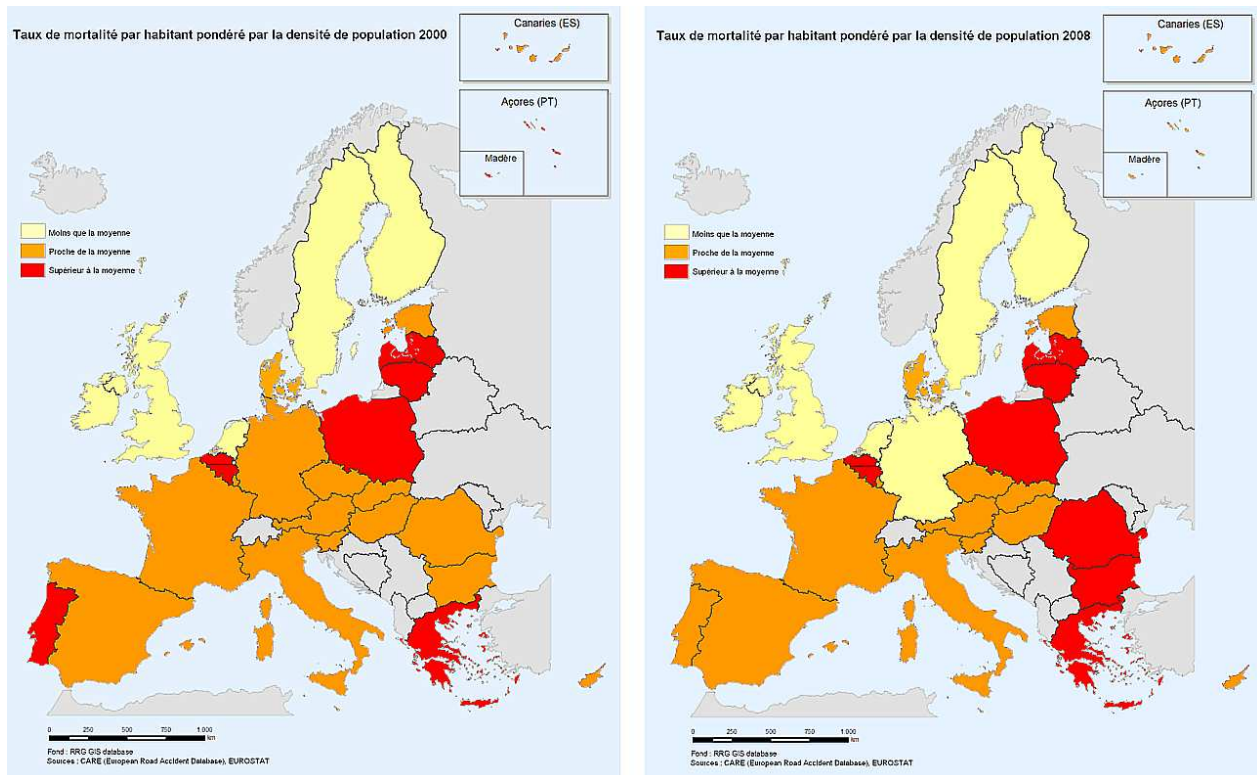 Taux de mortalité par habitant pondéré par la densité de population 2000
Canaries (ES)
Açores (PT)
Madère
Moins que la moyenne
Proche de la moyenne
Supérieur à la moyenne
0 250 500 750 1 000
km
Fond : RRG GIS database
Sources : CARE (European Road Accident Database), EUROSTAT
Taux de mortalité par habitant pondéré par la densité de population 2008
Canaries (ES)
Açores (PT)
Madère
Moins que la moyenne
Proche de la moyenne
Supérieur à la moyenne
0 250 500 750 1 000
km
Fond : RRG GIS database
Sources : CARE (European Road Accident Database), EUROSTAT